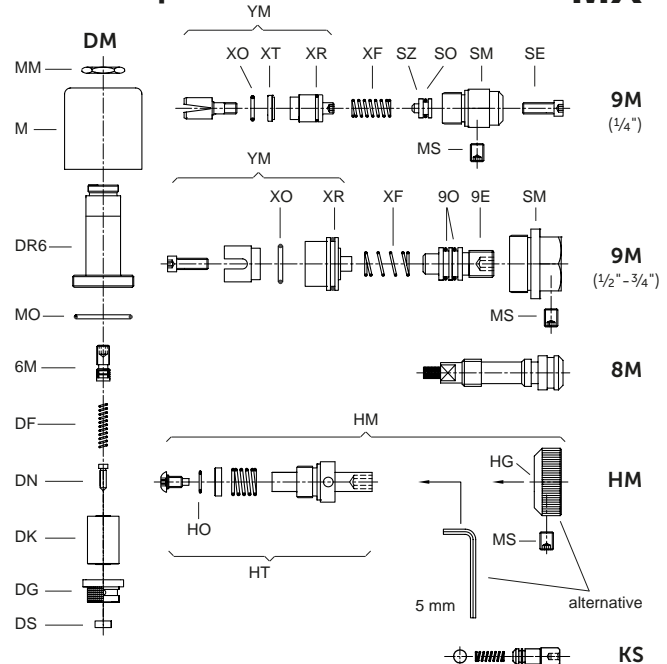 DM
MM
M
DR6
MO
6M
DF
DN
DK
DG
DS
YM
XO XT XR XF SZ SO SM SE
9M
(1/4")
MS
YM
XO XR XF 9O 9E SM
9M
(1/2"-3/4")
MS
8M
HM
HG
HM
HO
MS
HT
5 mm
alternative
KS